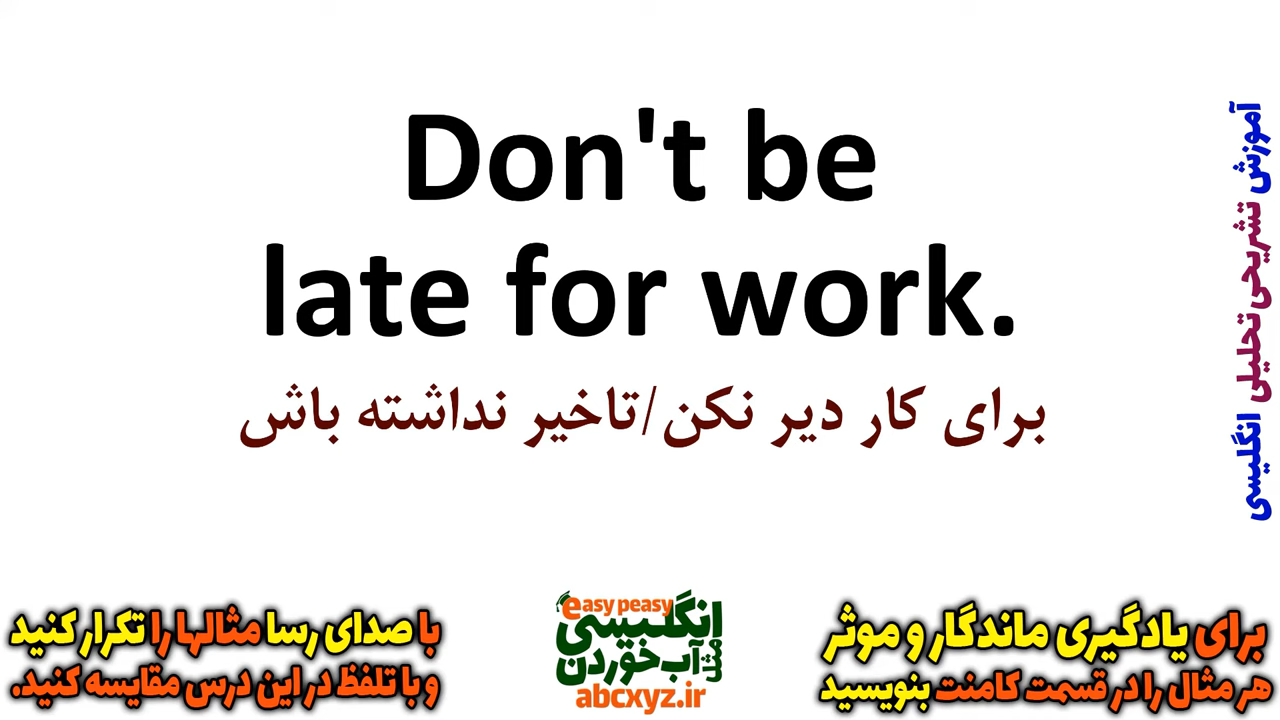 Don't be
late for work.
برای کار دیر نکن/تاخیر نداشته باش
آموزش تشریحی تحلیلی انگلیسی
با صدای رسا مثالها را تکرار کنید
و با تلفظ در این درس مقایسه کنید.
easy peasy
انگلیسی
مثل آب خوردن
abcxyz.ir
برای یادگیری ماندگار و موثر
هر مثال را در قسمت کامنت بنویسید